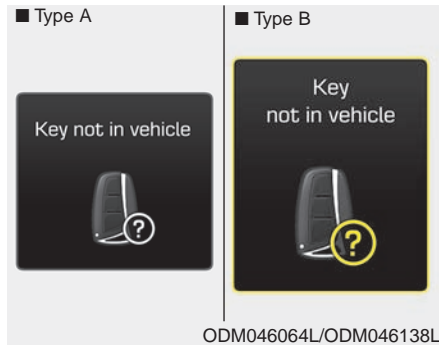 ■ Type A
Key not in vehicle
?
■ Type B
Key
not in vehicle
?
ODM046064L/ODM046138L